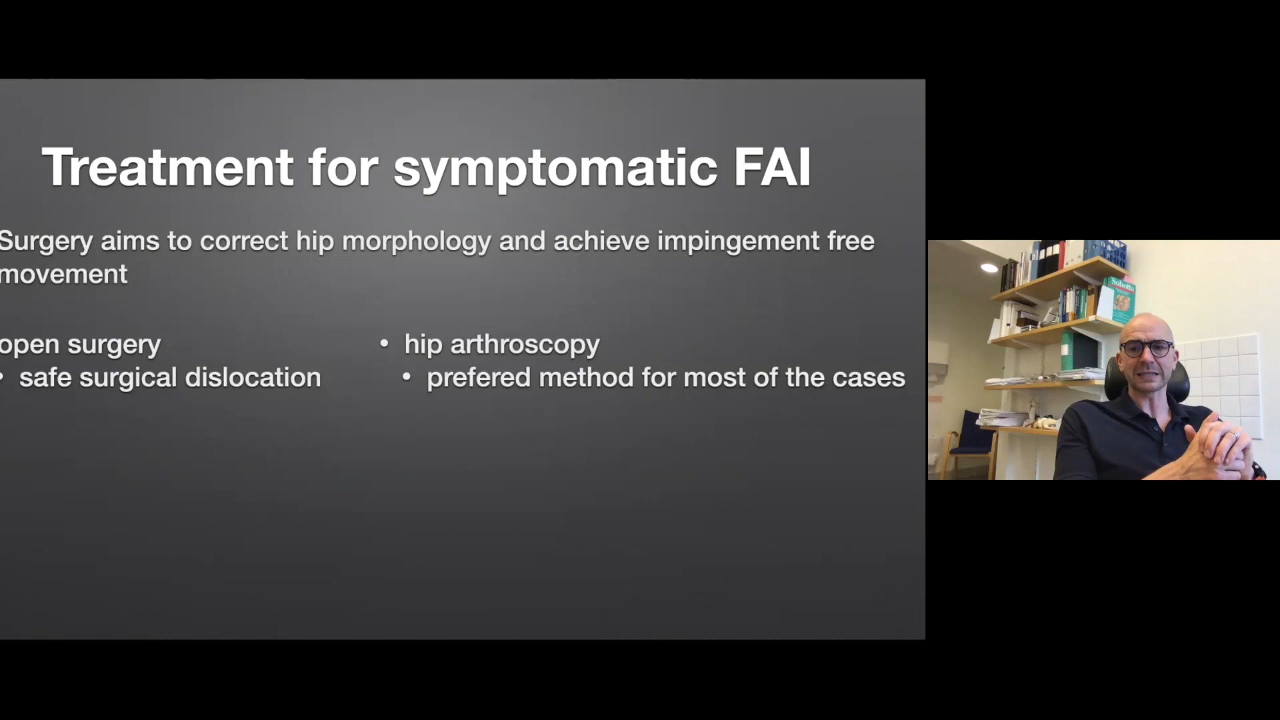 Treatment for symptomatic FAI
Surgery aims to correct hip morphology and achieve impingement free
movement
open surgery
• safe surgical dislocation
• hip arthroscopy
• prefered method for most of the cases
Sobotta